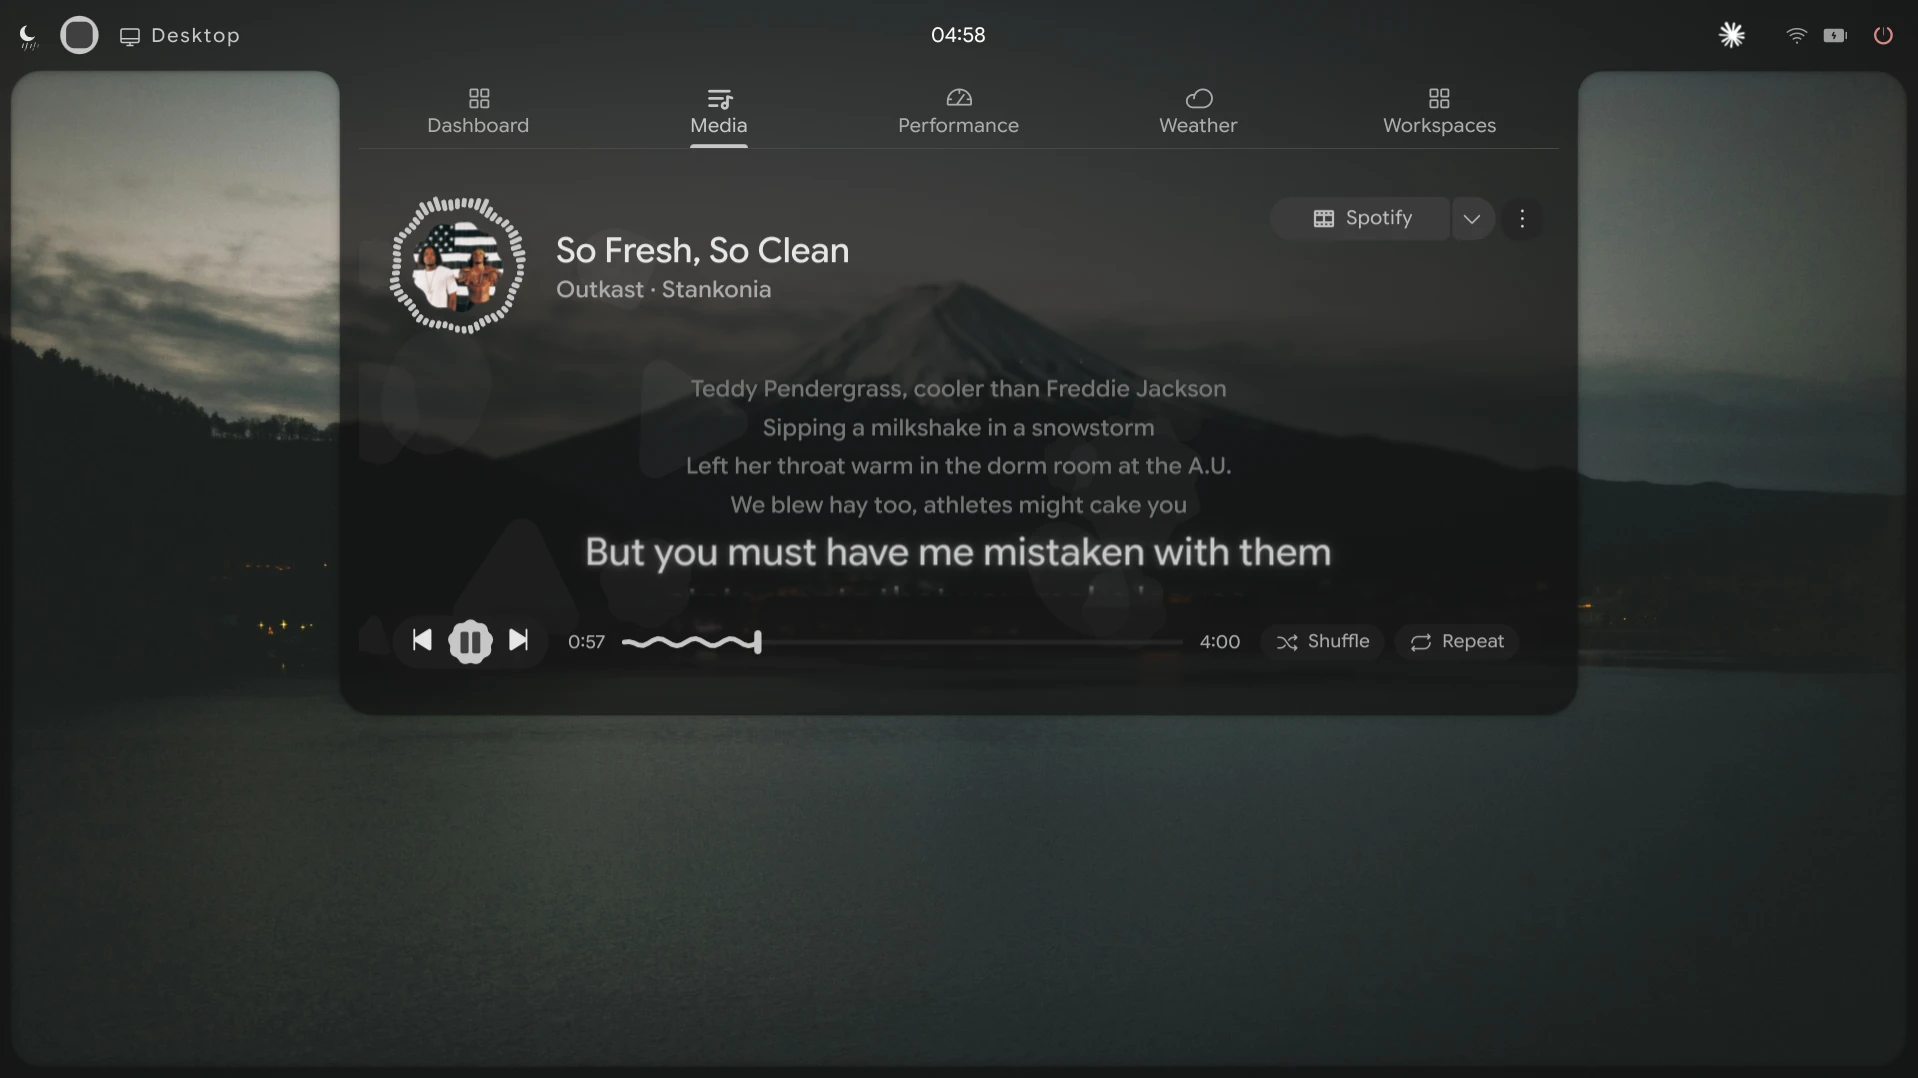 Desktop
04:58
Dashboard
Media
Performance
Weather
Workspaces
Spotify
So Fresh, So Clean
Outkast · Stankonia
Teddy Pendergrass, cooler than Freddie Jackson
Sipping a milkshake in a snowstorm
Left her throat warm in the dorm room at the A.U.
We blew hay too, athletes might cake you
But you must have me mistaken with them
0:57
4:00
Shuffle
Repeat